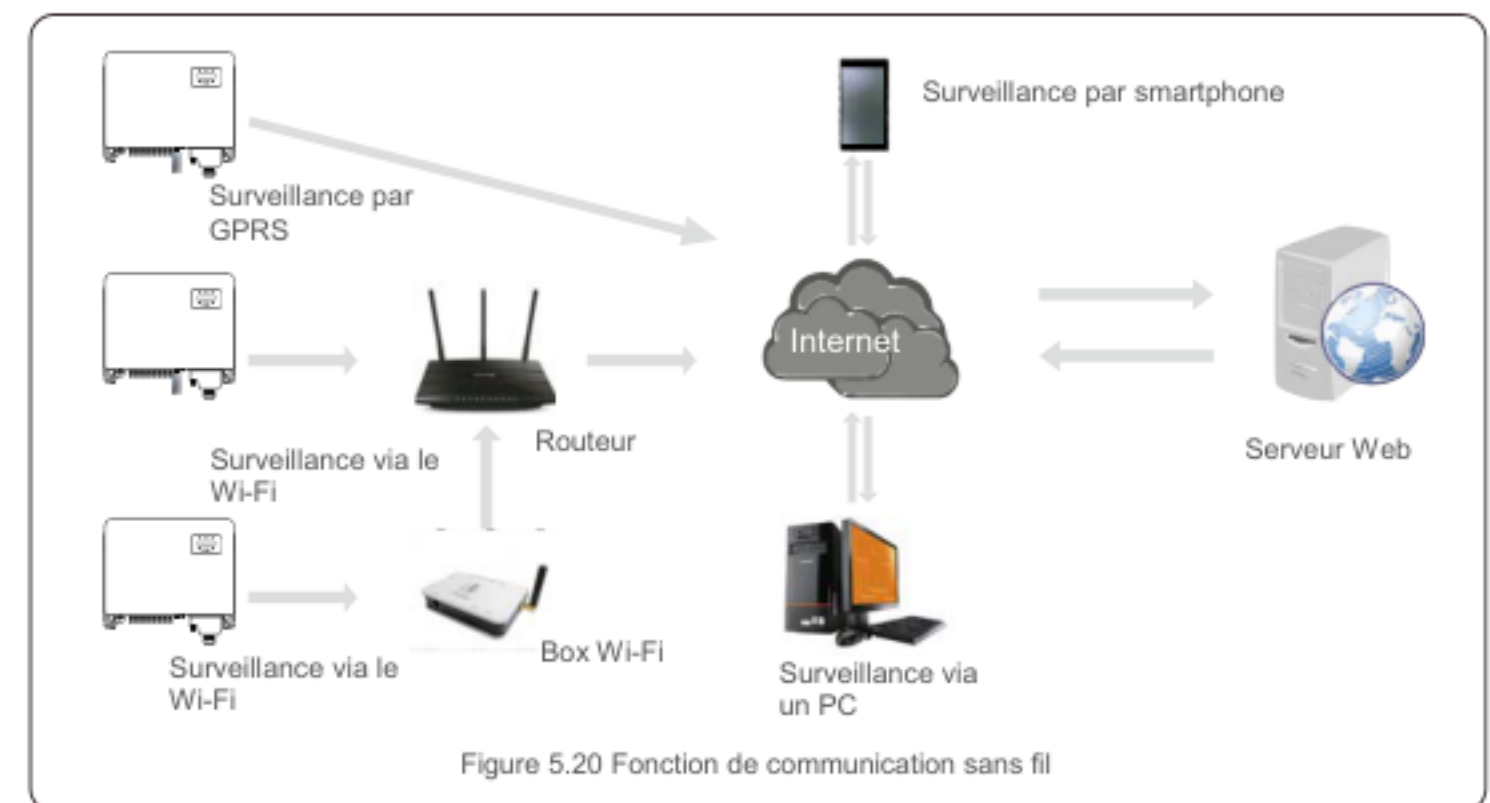 Surveillance par smartphone
Surveillance par
GPRS
Internet
Routeur
Serveur Web
Surveillance via le
Wi-Fi
Box Wi-Fi
Surveillance via le
Wi-Fi
Surveillance via
un PC
Figure 5.20 Fonction de communication sans fil